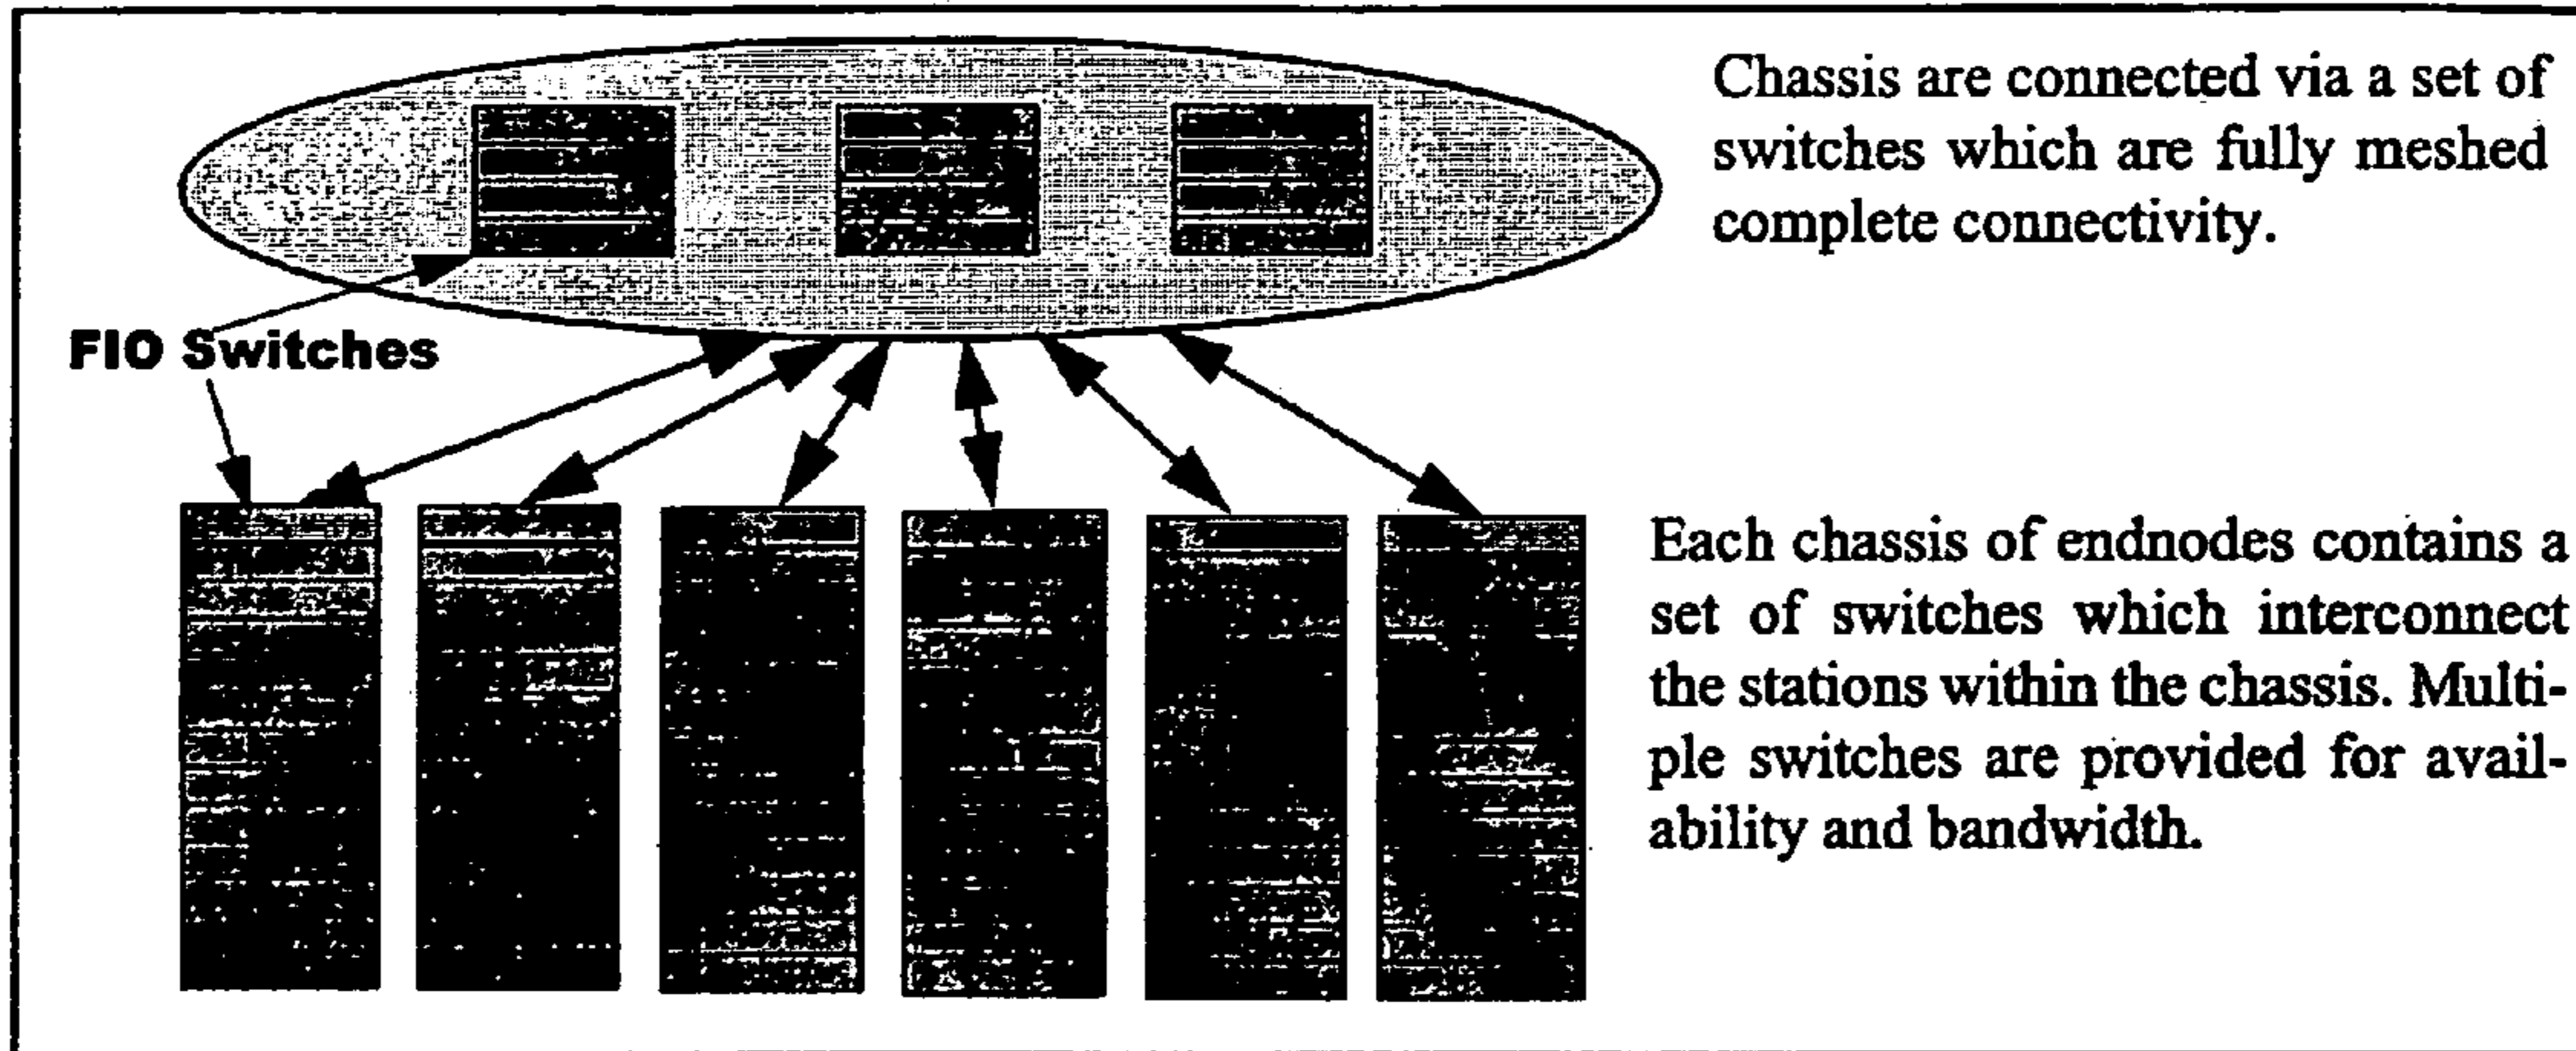 Chassis are connected via a set of
switches which are fully meshed
complete connectivity.
FIO Switches
Each chassis of endnodes contains a
set of switches which interconnect
the stations within the chassis. Multi-
ple switches are provided for avail-
ability and bandwidth.